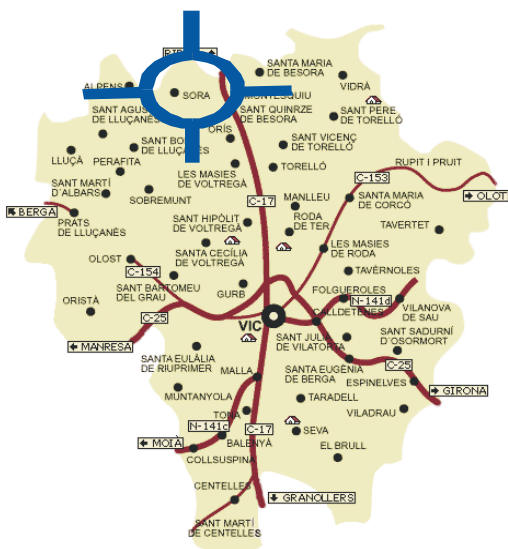 SANTA MARIA
DE BESORA
VIDRÀ
ALPENS
SORA
MONTESQUIU
SANT QUIRZE
DE BESORA
SANT PERE
DE TORELLÓ
SANT AGUS
DE LLUÇANÈS
ORÍS
SANT BO
DE LLUÇANÈS
SANT VICENÇ
DE TORELLÓ
LLUÇÀ
PERAFITA
LES MASIES
DE VOLTREGÀ
TORELLÓ
RUPIT I PRUIT
C-153
SANT MARTÍ
D'ALBARS
SOBREMUNT
MANLLEU
SANTA MARIA
DE CORCÓ
OLOT
C-17
BERGA
PRATS
DE LLUÇANÈS
SANT HIPÒLIT
DE VOLTREGÀ
RODA
DE TER
TAVERTET
OLOST
SANTA CECÍLIA
DE VOLTREGÀ
LES MASIES
DE RODA
C-154
TAVÈRNOLES
SANT BARTOMEU
DEL GRAU
GURB
FOLGUEROLES
ORISTÀ
N-141d
VILANOVA
DE SAU
C-25
CALLDETENES
VIC
MANRESA
SANT JULIÀ
DE VILATORTA
SANT SADURNÍ
D'OSORMORT
SANTA EULÀLIA
DE RIUPRIMER
MALLA
SANTA EUGÈNIA
DE BERGA
C-25
ESPINELVES
GIRONA
MUNTANYOLA
TARADELL
VILADRAU
TONA
N-141c
C-17
SEVA
MOIÀ
BALENYÀ
EL BRULL
COLLSUSPINA
CENTELLES
GRANOLLERS
SANT MARTÍ
DE CENTELLES